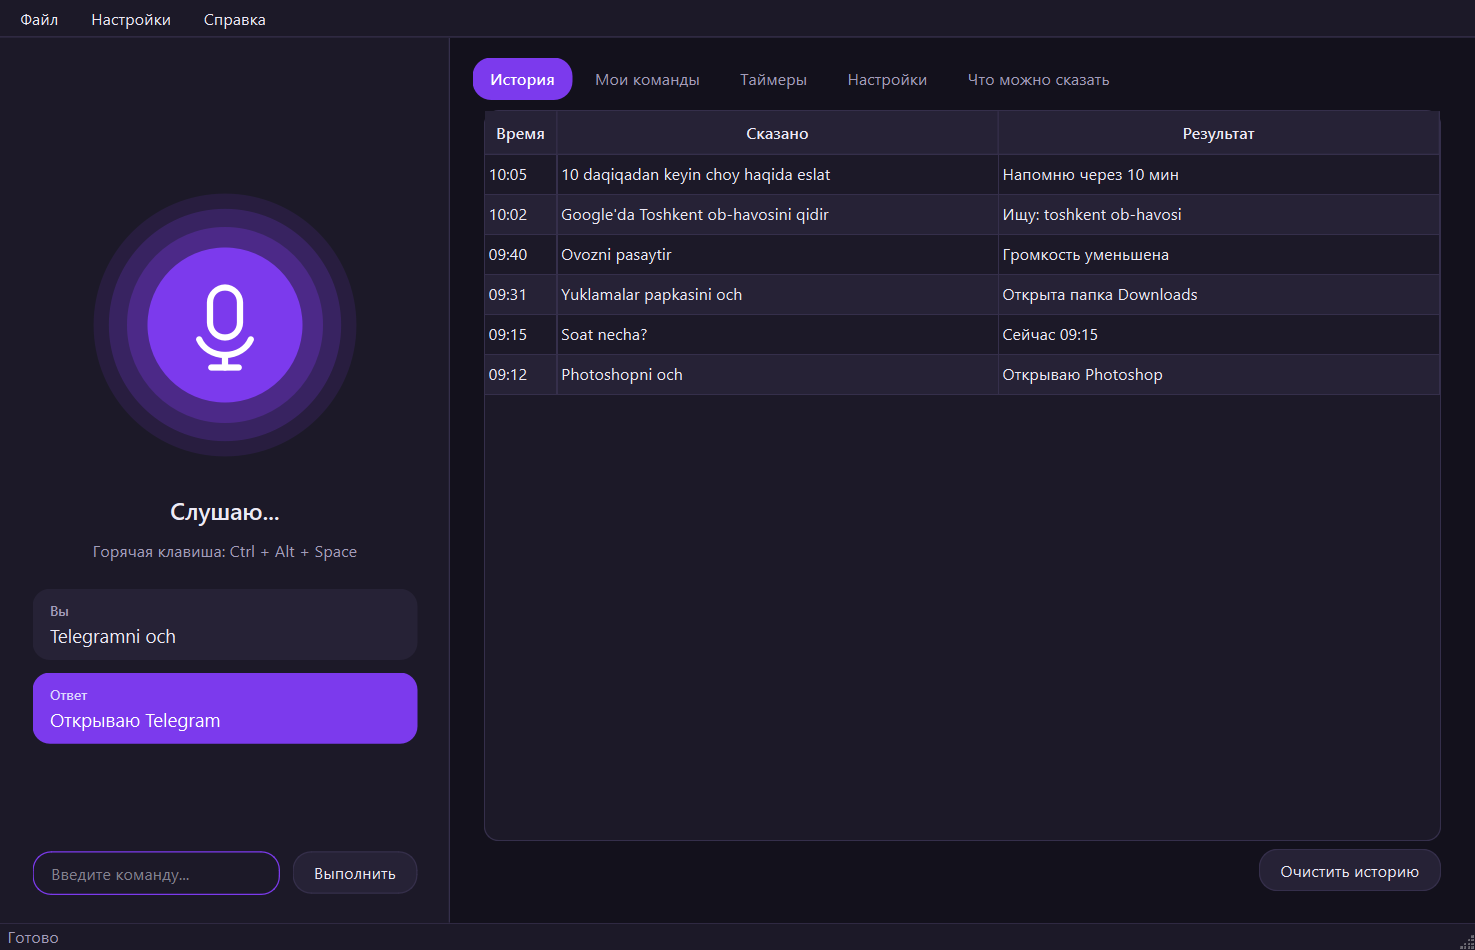 Файл Настройки Справка
Слушаю...
Горячая клавиша: Ctrl + Alt + Space
Вы
Telegramni och
Ответ
Открываю Telegram
Введите команду...
Выполнить
История Мои команды Таймеры Настройки Что можно сказать
Время Сказано Результат
10:05 10 daqiqadan keyin choy haqida eslat Напомню через 10 мин
10:02 Google'da Toshkent ob-havosini qidir Ищу: toshkent ob-havosi
09:40 Ovozni pasaytir Громкость уменьшена
09:31 Yuklamalar papkasini och Открыта папка Downloads
09:15 Soat necha? Сейчас 09:15
09:12 Photoshopni och Открываю Photoshop
Очистить историю
Готово